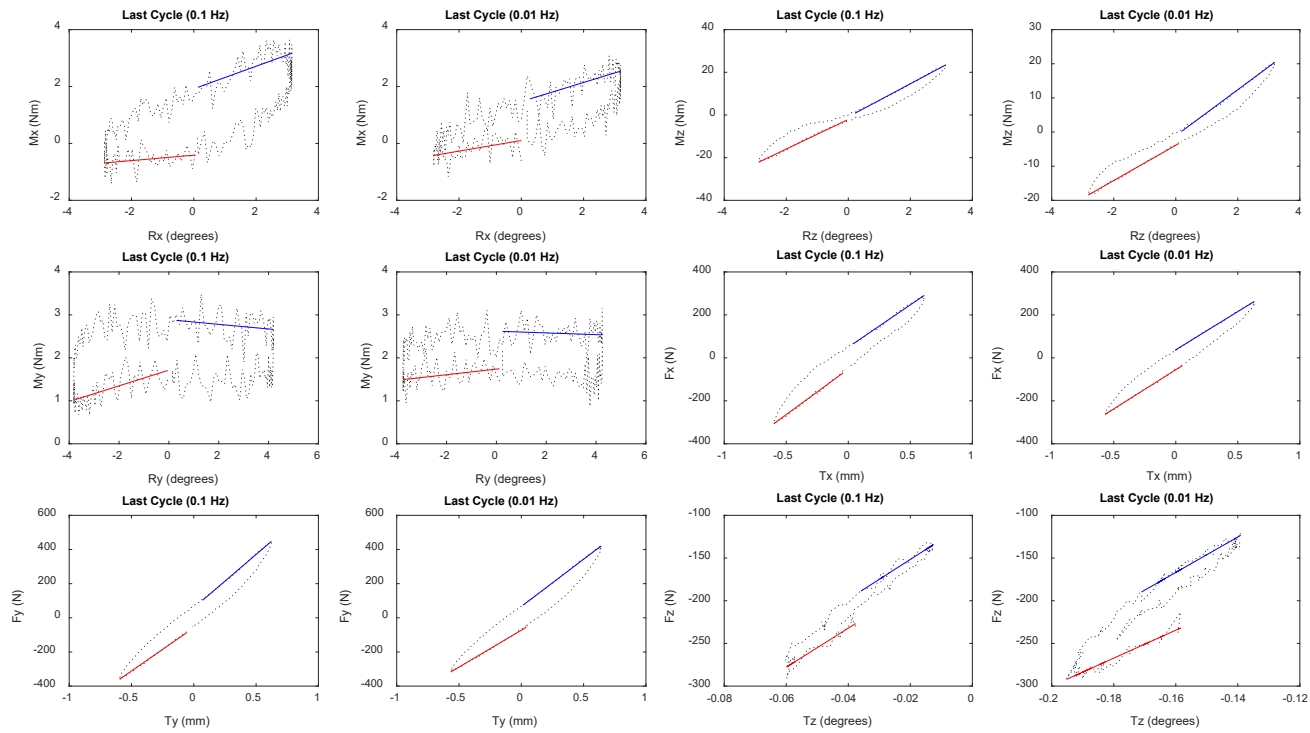 Last Cycle (0.1 Hz)
4
2
0
-2
Mx (Nm)
-4 -2 0 2 4
Rx (degrees)
Last Cycle (0.01 Hz)
4
2
0
-2
Mx (Nm)
-4 -2 0 2 4
Rx (degrees)
Last Cycle (0.1 Hz)
40
20
0
-20
-40
Mz (Nm)
-4 -2 0 2 4
Rz (degrees)
Last Cycle (0.01 Hz)
30
20
10
0
-10
-20
Mz (Nm)
-4 -2 0 2 4
Rz (degrees)
Last Cycle (0.1 Hz)
4
3
2
1
0
My (Nm)
-4 -2 0 2 4 6
Ry (degrees)
Last Cycle (0.01 Hz)
4
3
2
1
0
My (Nm)
-4 -2 0 2 4 6
Ry (degrees)
Last Cycle (0.1 Hz)
400
200
0
-200
-400
Fx (N)
-1 -0.5 0 0.5 1
Tx (mm)
Last Cycle (0.01 Hz)
400
200
0
-200
-400
Fx (N)
-1 -0.5 0 0.5 1
Tx (mm)
Last Cycle (0.1 Hz)
600
400
200
0
-200
-400
Fy (N)
-1 -0.5 0 0.5 1
Ty (mm)
Last Cycle (0.01 Hz)
600
400
200
0
-200
-400
Fy (N)
-1 -0.5 0 0.5 1
Ty (mm)
Last Cycle (0.1 Hz)
-100
-150
-200
-250
-300
Fz (N)
-0.06 -0.04 -0.02 0
Tz (degrees)
Last Cycle (0.01 Hz)
-100
-150
-200
-250
-300
Fz (N)
-0.2 -0.18 -0.16 -0.14 -0.12
Tz (degrees)